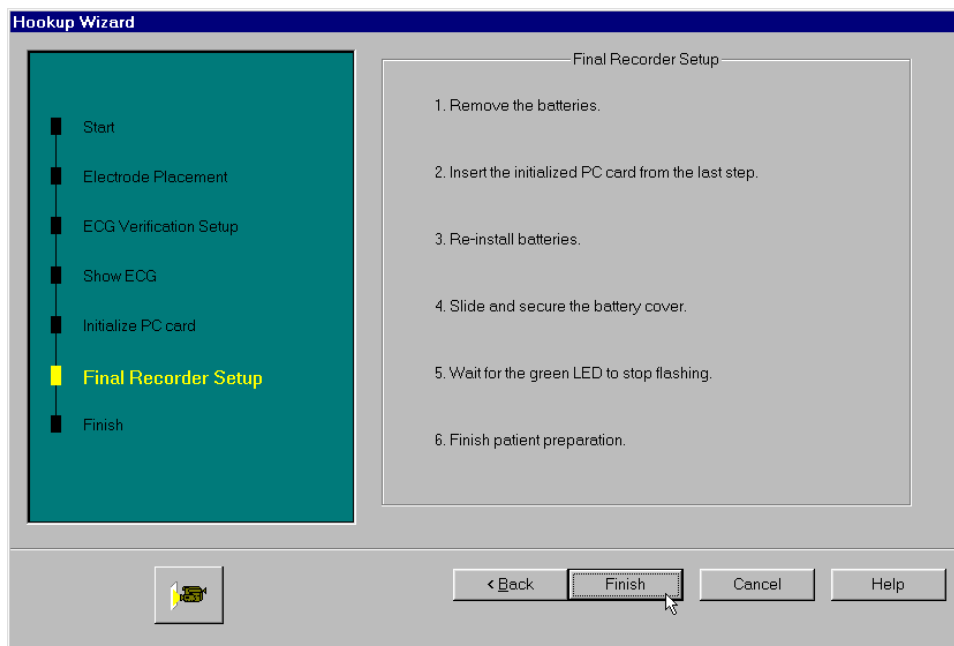 Hookup Wizard
Start
Electrode Placement
ECG Verification Setup
Show ECG
Initialize PC card
Final Recorder Setup
Finish
Final Recorder Setup
1. Remove the batteries.
2. Insert the initialized PC card from the last step.
3. Re-install batteries.
4. Slide and secure the battery cover.
5. Wait for the green LED to stop flashing.
6. Finish patient preparation.
< Back Finish Cancel Help